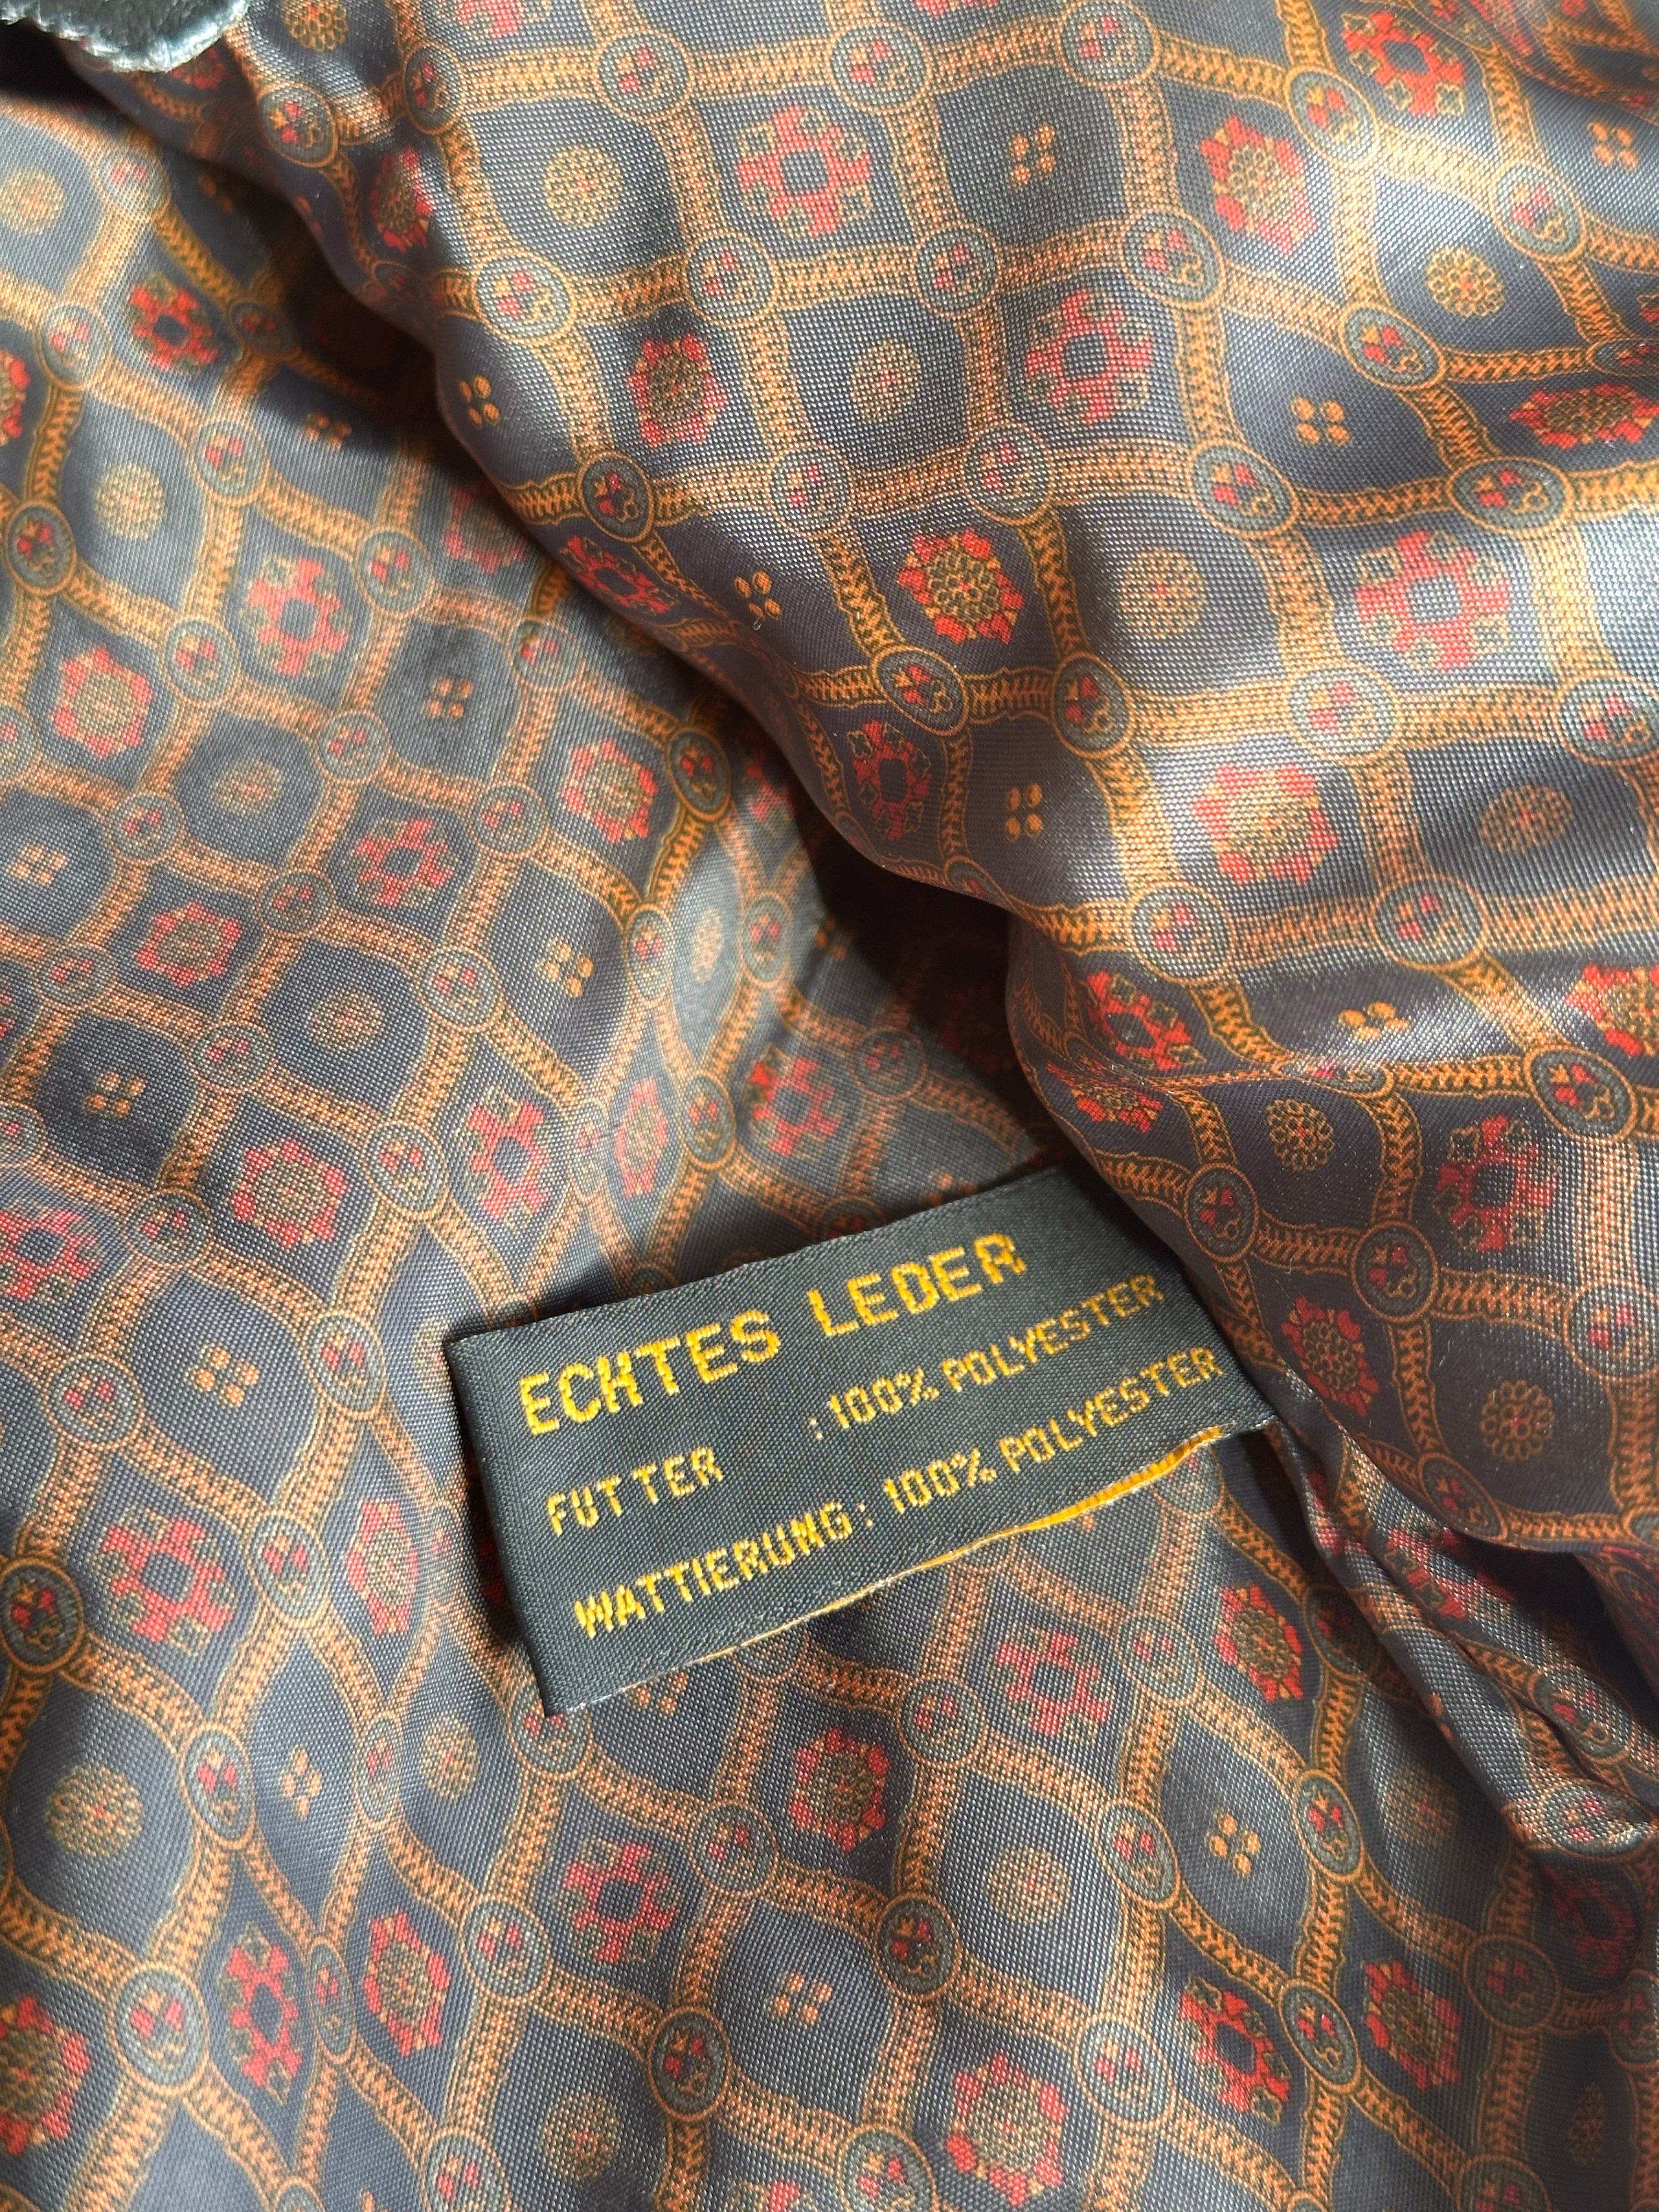 ECHTES LEDER
FUTTER : 100% POLYESTER
WATTIERUNG : 100% POLYESTER